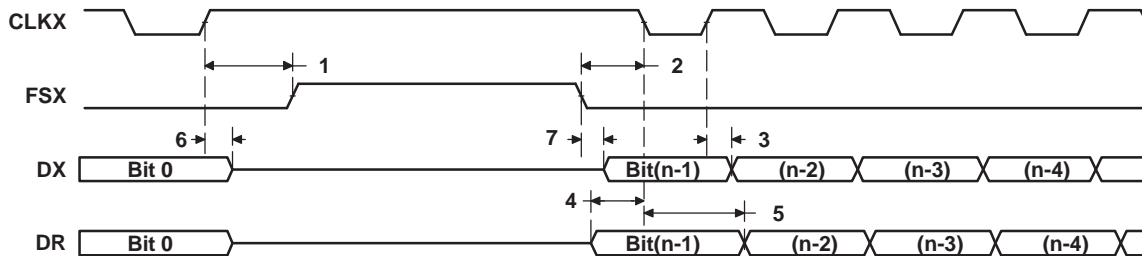 CLKX
1 2
FSX
6 7 3
DX Bit 0 Bit(n-1) (n-2) (n-3) (n-4)
4 5
DR Bit 0 Bit(n-1) (n-2) (n-3) (n-4)